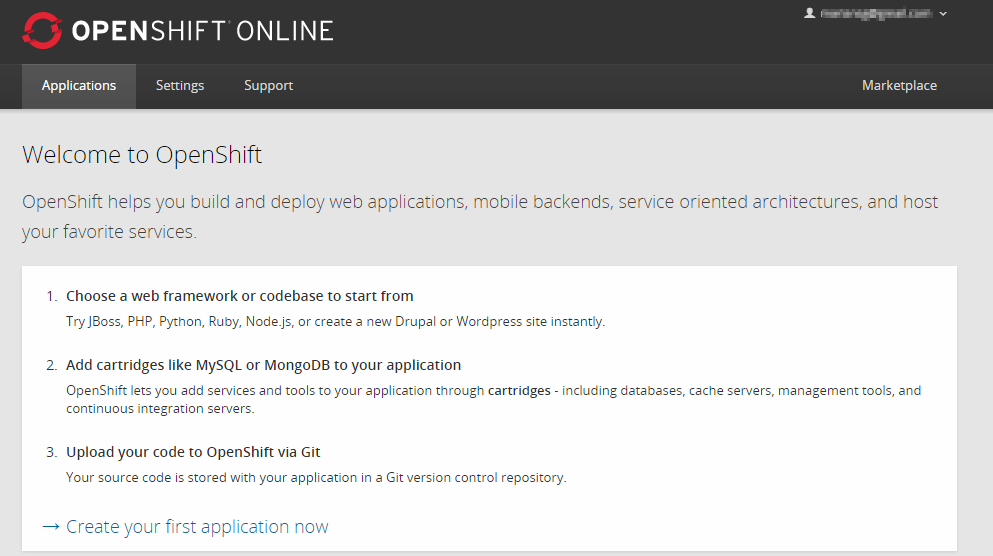 OPENSHIFT ONLINE
Applications Settings Support Marketplace
Welcome to OpenShift
OpenShift helps you build and deploy web applications, mobile backends, service oriented architectures, and host
your favorite services.
1. Choose a web framework or codebase to start from
Try JBoss, PHP, Python, Ruby, Node.js, or create a new Drupal or Wordpress site instantly.
2. Add cartridges like MySQL or MongoDB to your application
OpenShift lets you add services and tools to your application through cartridges - including databases, cache servers, management tools, and
continuous integration servers.
3. Upload your code to OpenShift via Git
Your source code is stored with your application in a Git version control repository.
→ Create your first application now